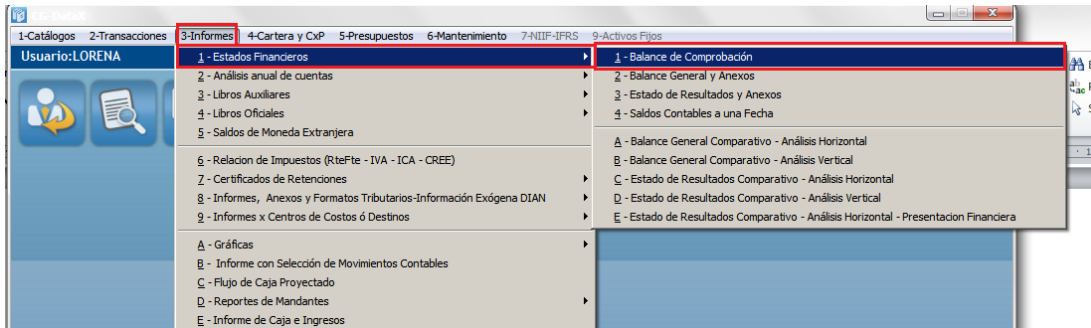 CG-DataX
1-Catálogos 2-Transacciones 3-Informes 4-Cartera y CxP 5-Presupuestos 6-Mantenimiento 7-NIIF-IFRS 9-Activos Fijos
Usuario:LORENA
1 - Estados Financieros
2 - Análisis anual de cuentas
3 - Libros Auxiliares
4 - Libros Oficiales
5 - Saldos de Moneda Extranjera
6 - Relacion de Impuestos (RteFte - IVA - ICA - CREE)
7 - Certificados de Retenciones
8 - Informes, Anexos y Formatos Tributarios-Información Exógena DIAN
9 - Informes x Centros de Costos ó Destinos
A - Gráficas
B - Informe con Selección de Movimientos Contables
C - Flujo de Caja Proyectado
D - Reportes de Mandantes
E - Informe de Caja e Ingresos
1 - Balance de Comprobación
2 - Balance General y Anexos
3 - Estado de Resultados y Anexos
4 - Saldos Contables a una Fecha
A - Balance General Comparativo - Análisis Horizontal
B - Balance General Comparativo - Análisis Vertical
C - Estado de Resultados Comparativo - Análisis Horizontal
D - Estado de Resultados Comparativo - Análisis Vertical
E - Estado de Resultados Comparativo - Análisis Horizontal - Presentacion Financiera